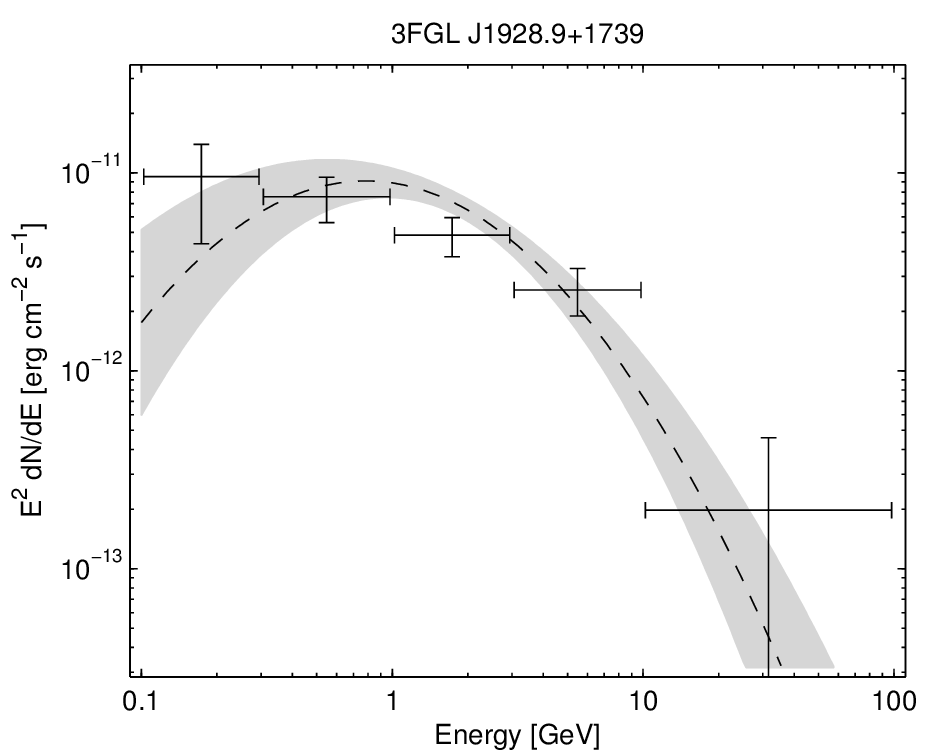 3FGL J1928.9+1739
10⁻¹¹
10⁻¹²
10⁻¹³
E² dN/dE [erg cm⁻² s⁻¹]
0.1 1 10 100
Energy [GeV]